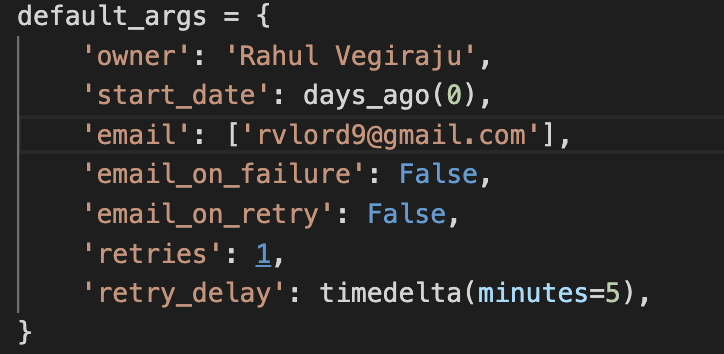 default_args = {
    'owner': 'Rahul Vegiraju',
    'start_date': days_ago(0),
    'email': ['rvlord9@gmail.com'],
    'email_on_failure': False,
    'email_on_retry': False,
    'retries': 1,
    'retry_delay': timedelta(minutes=5),
}